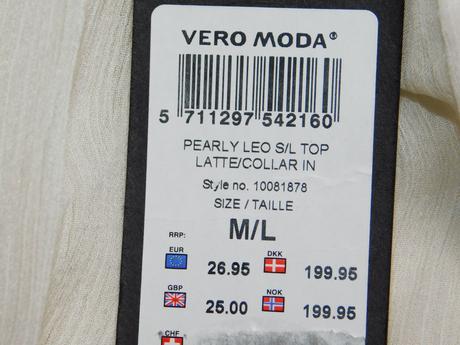 VERO MODA®
5 711297 542160
PEARLY LEO S/L TOP
LATTE/COLLAR IN
Style no. 10081878
SIZE / TAILLE
M/L
RRP:
EUR 26.95 DKK 199.95
GBP 25.00 NOK 199.95
CHF